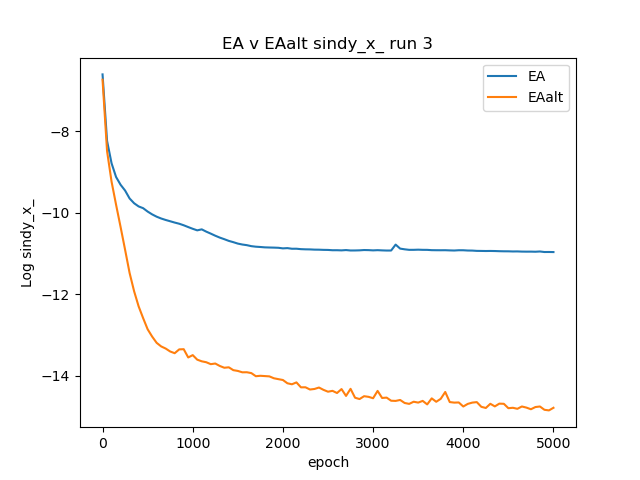 EA v EAalt sindy_x_ run 3
EA
EAalt
Log sindy_x_
−8
−10
−12
−14
0
1000
2000
3000
4000
5000
epoch